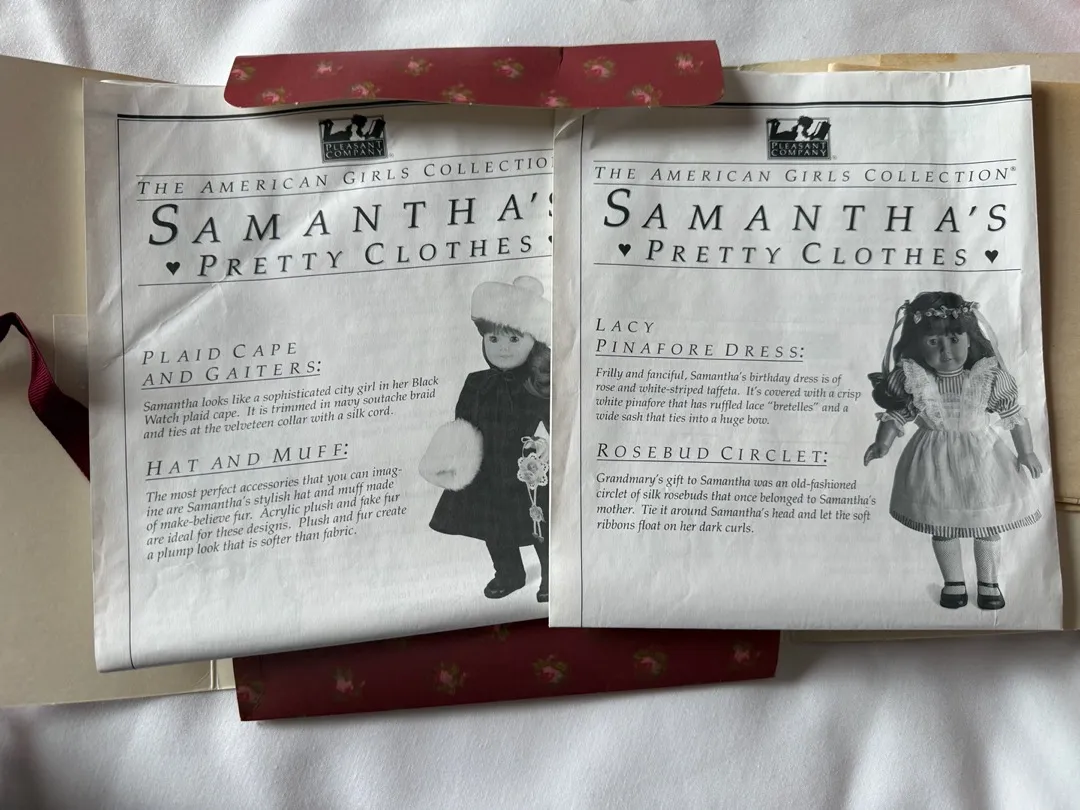 PLEASANT
COMPANY
THE AMERICAN GIRLS COLLECTIO
SAMANTHA'S
♥ PRETTY CLOTHES ♥
PLAID CAPE
AND GAITERS:
Samantha looks like a sophisticated city girl in her Black
Watch plaid cape. It is trimmed in navy soutache braid
and ties at the velveteen collar with a silk cord.
HAT AND MUFF:
The most perfect accessories that you can imag-
ine are Samantha's stylish hat and muff made
of make-believe fur. Acrylic plush and fake fur
are ideal for these designs. Plush and fur create
a plump look that is softer than fabric.
PLEASANT
COMPANY
THE AMERICAN GIRLS COLLECTION®
SAMANTHA'S
♥ PRETTY CLOTHES ♥
LACY
PINAFORE DRESS:
Frilly and fanciful, Samantha's birthday dress is of
rose and white-striped taffeta. It's covered with a crisp
white pinafore that has ruffled lace "bretelles" and a
wide sash that ties into a huge bow.
ROSEBUD CIRCLET:
Grandmary's gift to Samantha was an old-fashioned
circlet of silk rosebuds that once belonged to Samantha's
mother. Tie it around Samantha's head and let the soft
ribbons float on her dark curls.